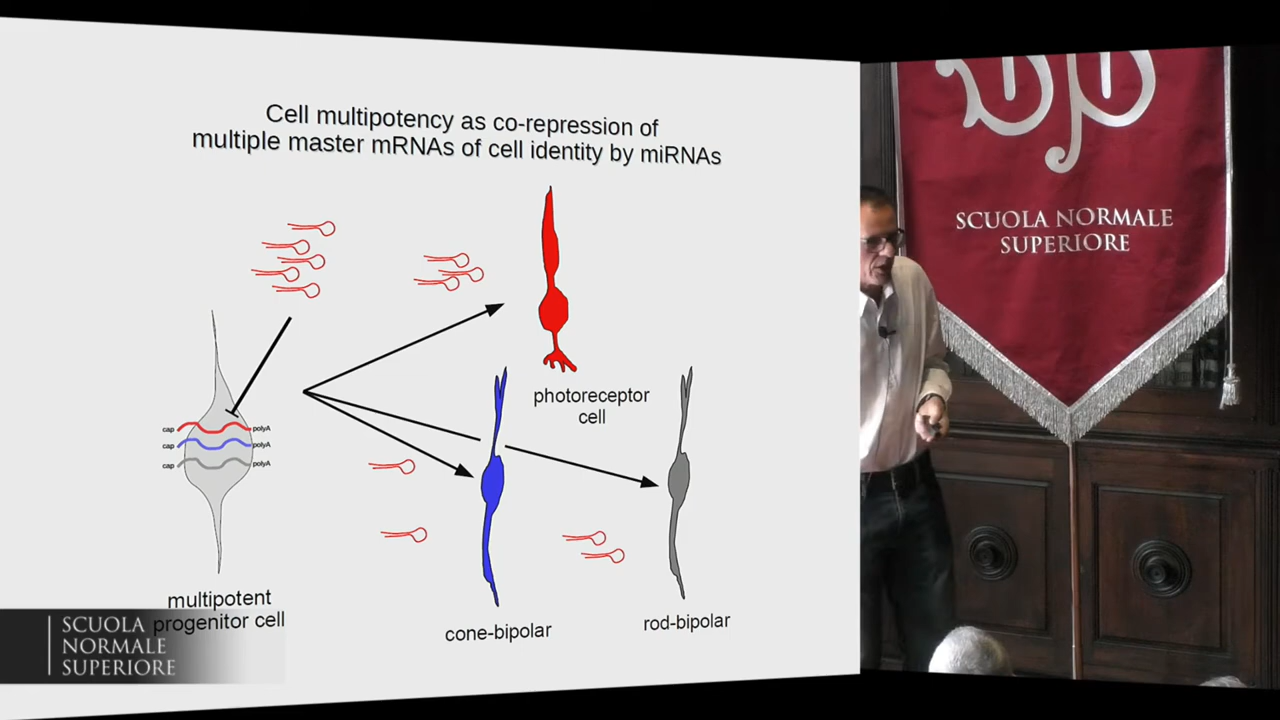 Cell multipotency as co-repression of
multiple master mRNAs of cell identity by miRNAs
photoreceptor
cell
cap polyA
cap polyA
cap polyA
multipotent
progenitor cell
cone-bipolar
rod-bipolar
SCUOLA
NORMALE
SUPERIORE
SCUOLA NORMALE
SUPERIORE